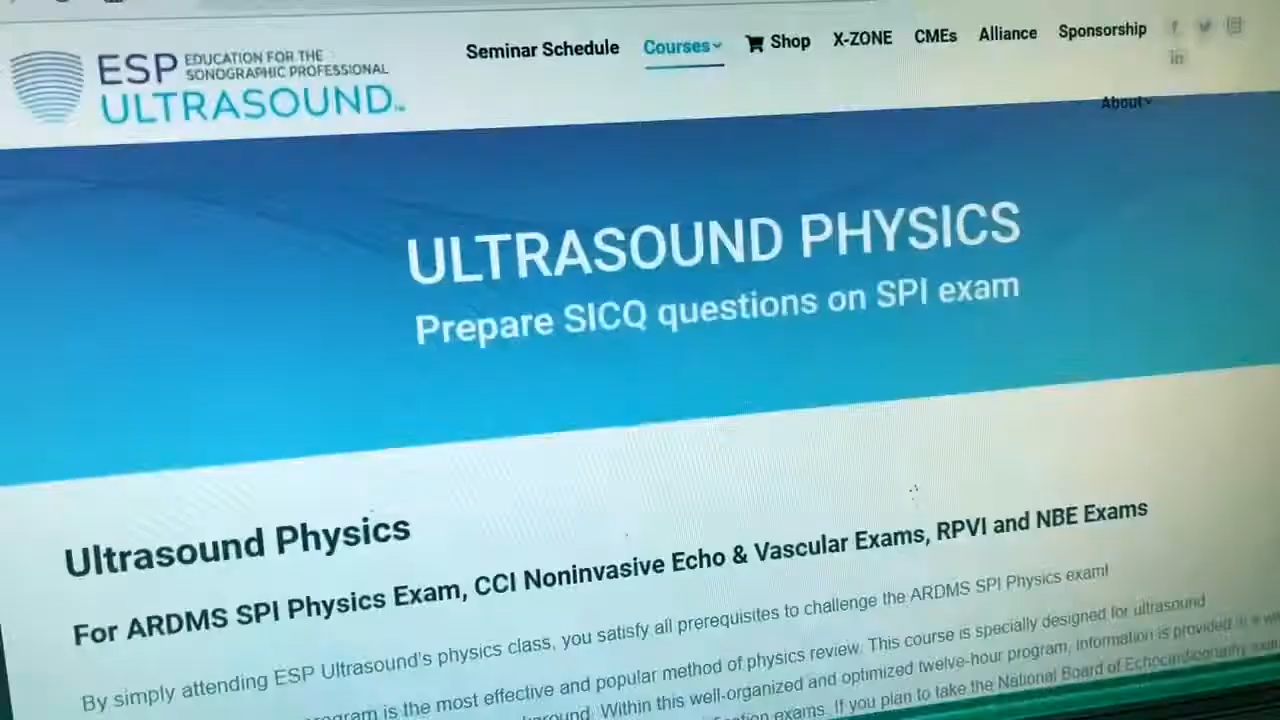 ESP EDUCATION FOR THE
SONOGRAPHIC PROFESSIONAL
ULTRASOUND
Seminar Schedule Courses Shop X-ZONE CMEs Alliance Sponsorship
About
ULTRASOUND PHYSICS
Prepare SICQ questions on SPI exam
Ultrasound Physics
For ARDMS SPI Physics Exam, CCI Noninvasive Echo & Vascular Exams, RPVI and NBE Exams
By simply attending ESP Ultrasound's physics class, you satisfy all prerequisites to challenge the ARDMS SPI Physics exam!
is the most effective and popular method of physics review. This course is specially designed for ultrasound
Within this well-organized and optimized twelve-hour program, information is provided in a
exams. If you plan to take the National Board of Echocardiography